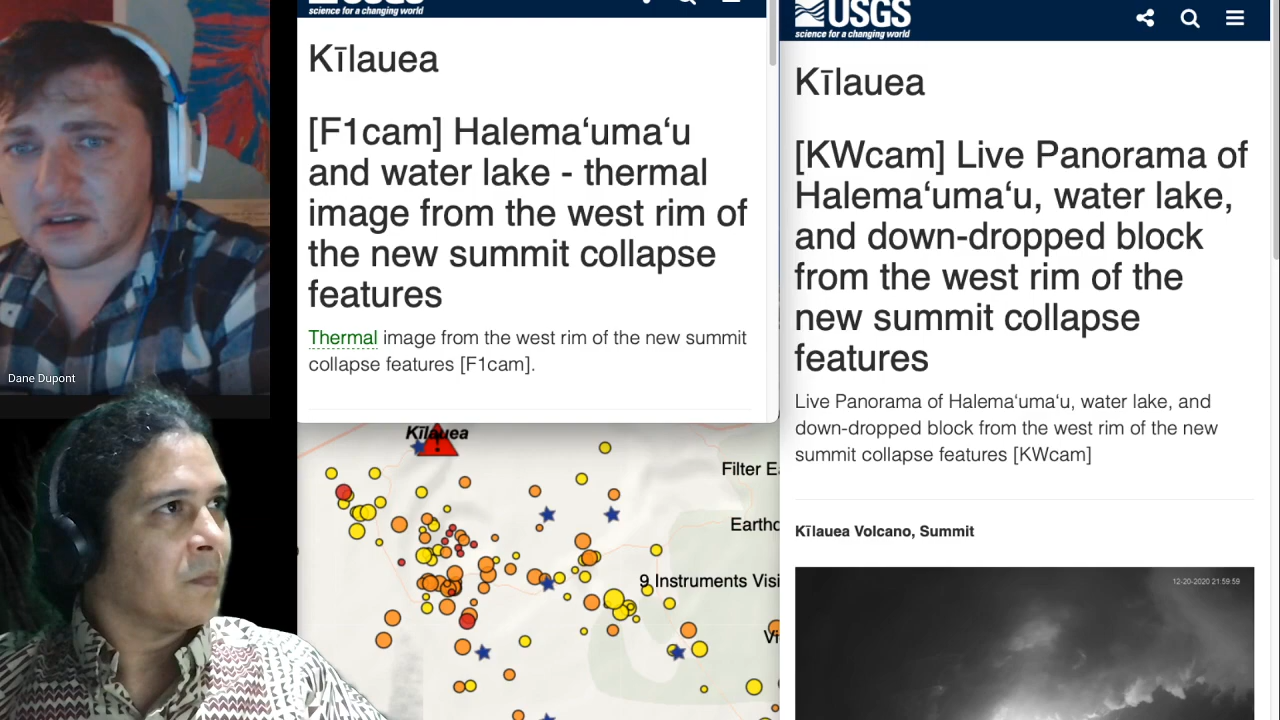 science for a changing world
Kīlauea
[F1cam] Halemaʻumaʻu
and water lake - thermal
image from the west rim of
the new summit collapse
features
Thermal image from the west rim of the new summit
collapse features [F1cam].
USGS
science for a changing world
Kīlauea
[KWcam] Live Panorama of
Halemaʻumaʻu, water lake,
and down-dropped block
from the west rim of the
new summit collapse
features
Live Panorama of Halemaʻumaʻu, water lake, and
down-dropped block from the west rim of the new
summit collapse features [KWcam]
Kīlauea Volcano, Summit
12-20-2020 21:59:59
Dane Dupont
Kīlauea
Filter
9 Instruments